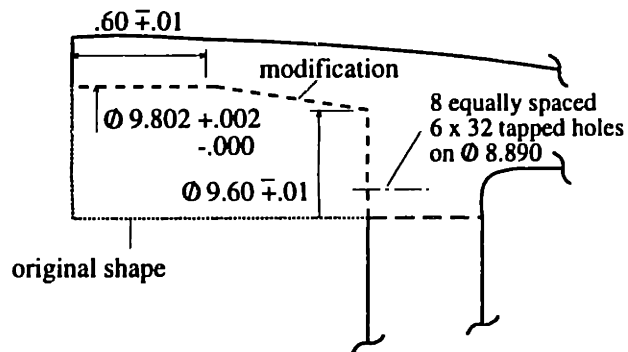 .60 ∓.01
modification
Ø 9.802 +.002
-.000
8 equally spaced
6 x 32 tapped holes
on Ø 8.890
Ø 9.60 ∓.01
original shape